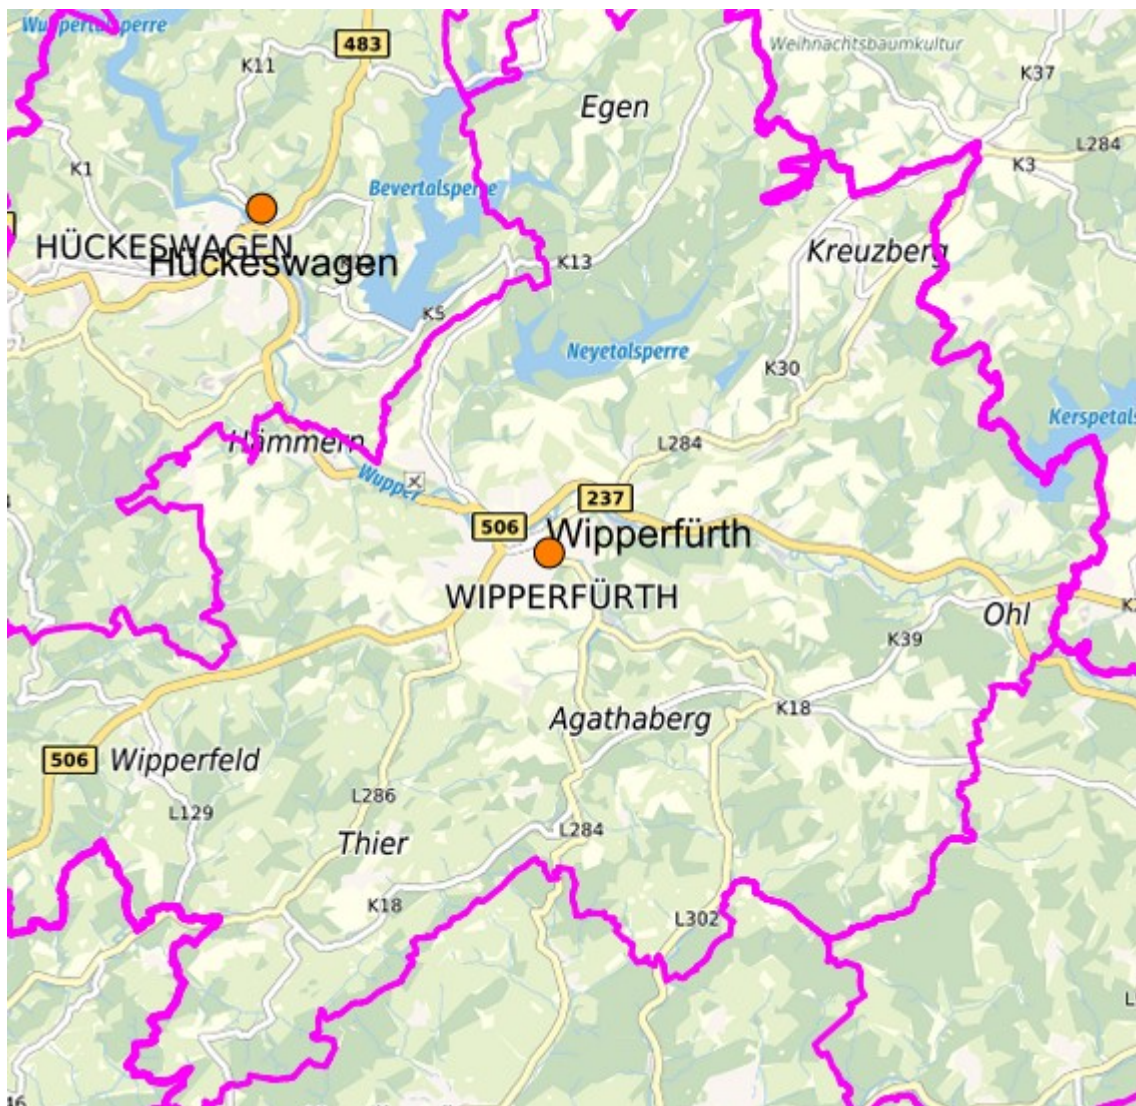 Wuppertalsperre
483
K11
Weihnachtsbaumkultur
K37
Egen
L284
K3
K1
Bevertalsperre
HÜCKESWAGEN
Hückeswagen
Kreuzberg
K13
K5
Neyetalsperre
K30
Kerspetals
Hämmern
L284
Wupper
237
506
Wipperfürth
WIPPERFÜRTH
Ohl
K39
K18
Agathaberg
506
Wipperfeld
L286
L129
L284
Thier
K18
L302